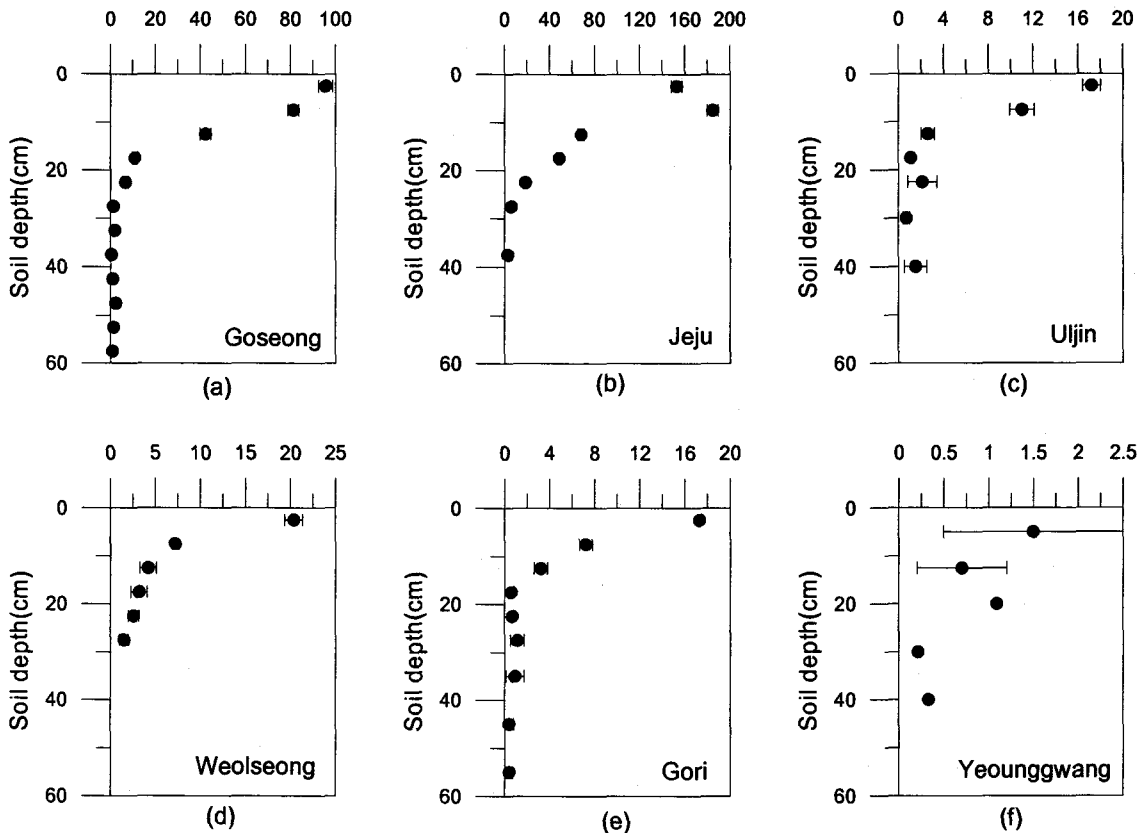 0 20 40 60 80 100
0 40 80 120 160 200
0 4 8 12 16 20
Soil depth(cm)
0
20
40
60
Goseong
(a)
Soil depth(cm)
0
20
40
60
Jeju
(b)
Soil depth(cm)
0
20
40
60
Uljin
(c)
0 5 10 15 20 25
0 4 8 12 16 20
0 0.5 1 1.5 2 2.5
Soil depth(cm)
0
20
40
60
Weolseong
(d)
Soil depth(cm)
0
20
40
60
Gori
(e)
Soil depth(cm)
0
20
40
60
Yeounggwang
(f)